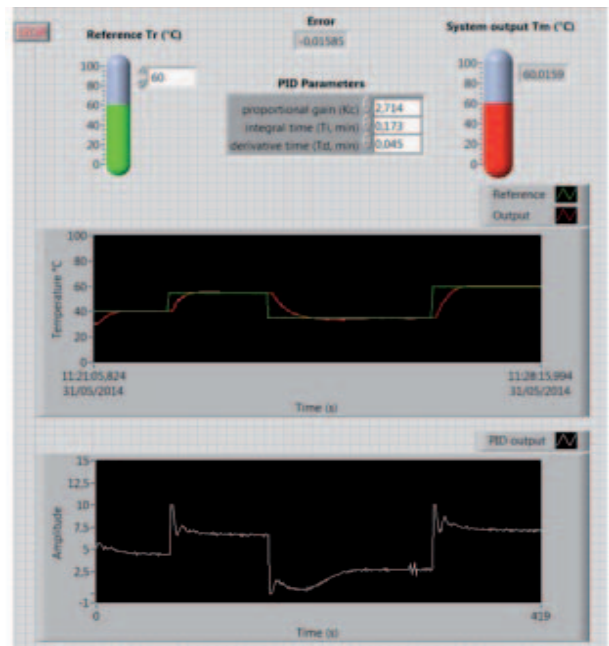 STOP
Reference Tr (°C)
100
80
60
40
20
0
60
Error
-0,01585
PID Parameters
proportional gain (Kc) 2,714
integral time (Ti, min) 0,173
derivative time (Td, min) 0,045
System output Tm (°C)
100
80
60
40
20
0
60,0159
Reference
Output
Temperature °C
100
80
60
40
20
0
11:21:05,824
31/05/2014
11:28:15,994
31/05/2014
Time (s)
PID output
Amplitude
15
12,5
10
7,5
5
2,5
-1
0
419
Time (s)